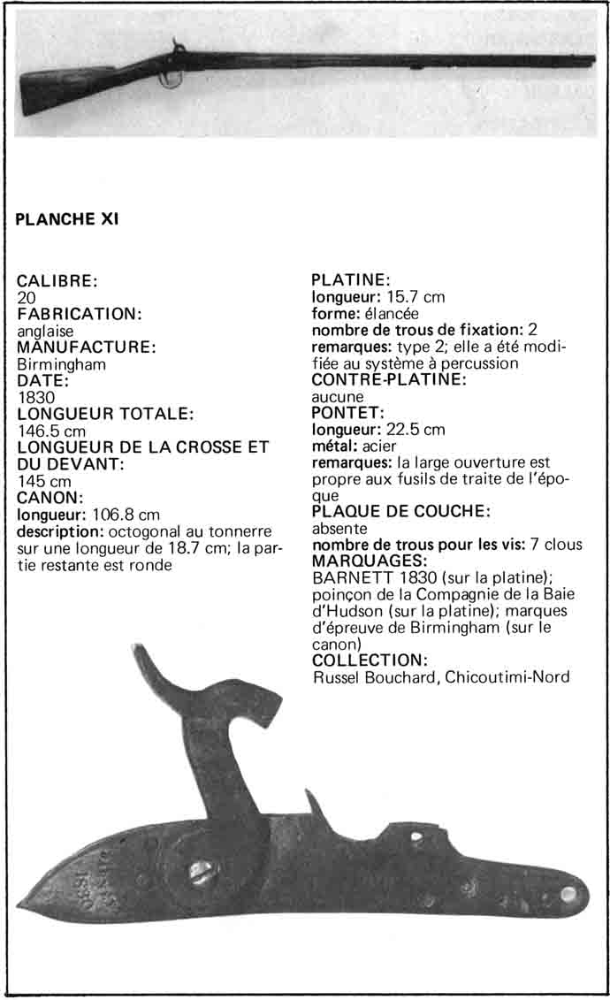 PLANCHE XI
CALIBRE:
20
FABRICATION:
anglaise
MANUFACTURE:
Birmingham
DATE:
1830
LONGUEUR TOTALE:
146.5 cm
LONGUEUR DE LA CROSSE ET
DU DEVANT:
145 cm
CANON:
longueur: 106.8 cm
description: octogonal au tonnerre
sur une longueur de 18.7 cm; la par-
tie restante est ronde
PLATINE:
longueur: 15.7 cm
forme: élancée
nombre de trous de fixation: 2
remarques: type 2; elle a été modi-
fiée au système à percussion
CONTRE-PLATINE:
aucune
PONTET:
longueur: 22.5 cm
métal: acier
remarques: la large ouverture est
propre aux fusils de traite de l'épo-
que
PLAQUE DE COUCHE:
absente
nombre de trous pour les vis: 7 clous
MARQUAGES:
BARNETT 1830 (sur la platine);
poinçon de la Compagnie de la Baie
d'Hudson (sur la platine); marques
d'épreuve de Birmingham (sur le
canon)
COLLECTION:
Russel Bouchard, Chicoutimi-Nord
1830